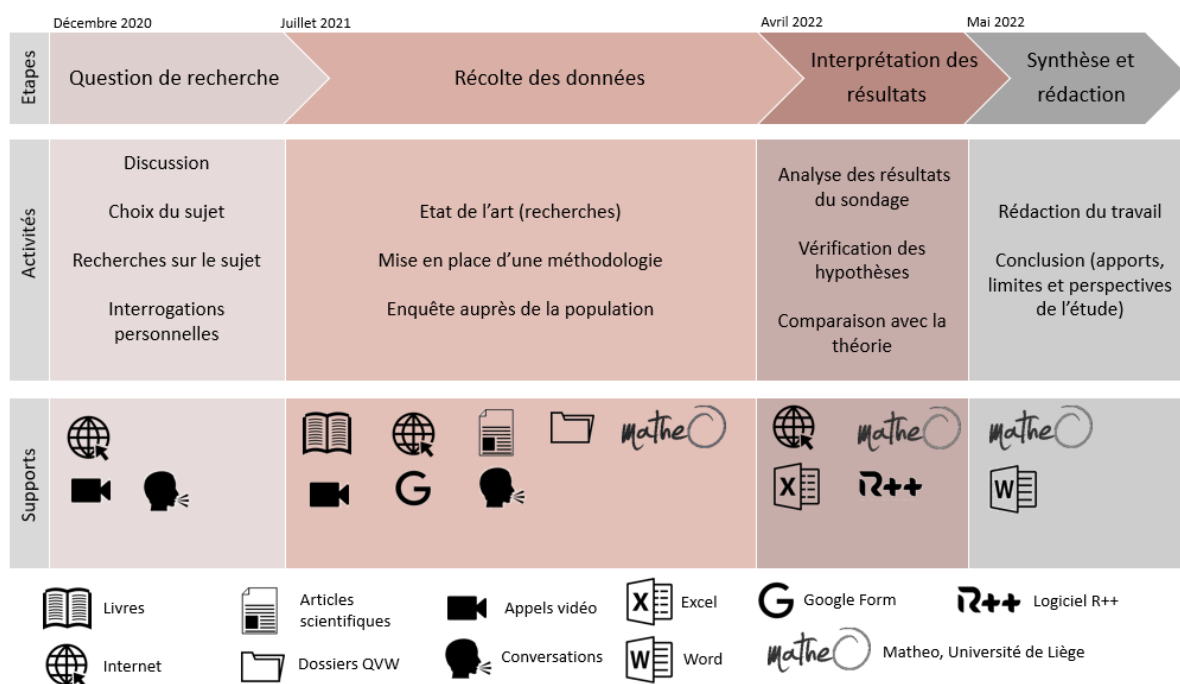 Décembre 2020
Juillet 2021
Avril 2022
Mai 2022
Etapes
Question de recherche
Récolte des données
Interprétation des
résultats
Synthèse et
rédaction
Activités
Discussion
Choix du sujet
Recherches sur le sujet
Interrogations
personnelles
Etat de l’art (recherches)
Mise en place d’une méthodologie
Enquête auprès de la population
Analyse des résultats
du sondage
Vérification des
hypothèses
Comparaison avec la
théorie
Rédaction du travail
Conclusion (apports,
limites et perspectives
de l’étude)
Supports
matheo
G
X
matheo
R++
matheo
W
Livres
Articles
scientifiques
Appels vidéo
X
Excel
G
Google Form
R++
Logiciel R++
Internet
Dossiers QVW
Conversations
W
Word
matheo
Matheo, Université de Liège